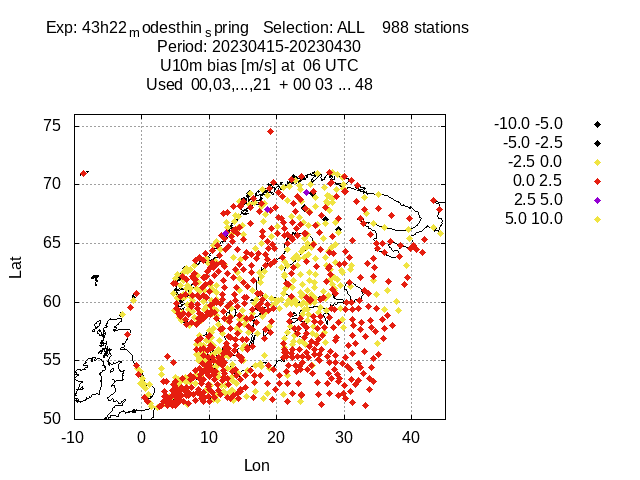 Exp: 43h22modesthinspring   Selection: ALL    988 stations
Period: 20230415-20230430
U10m bias [m/s] at  06 UTC
Used  00,03,...,21  + 00 03 ... 48
-10.0 -5.0
-5.0 -2.5
-2.5 0.0
0.0 2.5
2.5 5.0
5.0 10.0
75
70
65
60
55
50
Lat
-10 0 10 20 30 40
Lon